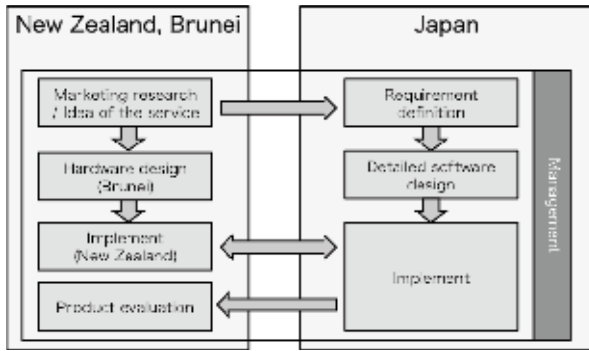 New Zealand, Brunei
Marketing research
/ Idea of the service
Hardware design
(Brunei)
Implement
(New Zealand)
Product evaluation
Japan
Requirement
definition
Detailed software
design
Implement
Management